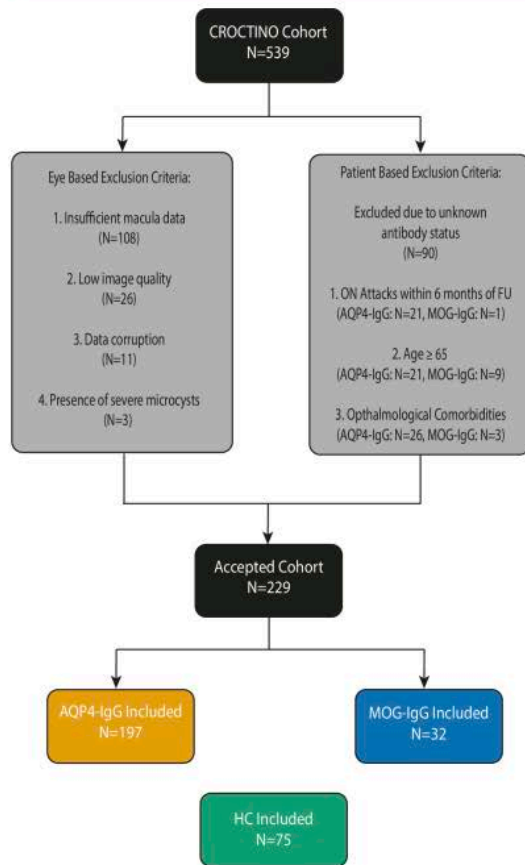 CROCTINO Cohort
N=539
Eye Based Exclusion Criteria:
1. Insufficient macula data
(N=108)
2. Low image quality
(N=26)
3. Data corruption
(N=11)
4. Presence of severe microcysts
(N=3)
Patient Based Exclusion Criteria:
Excluded due to unknown
antibody status
(N=90)
1. ON Attacks within 6 months of FU
(AQP4-IgG: N=21, MOG-IgG: N=1)
2. Age ≥ 65
(AQP4-IgG: N=21, MOG-IgG: N=9)
3. Opthalmological Comorbidities
(AQP4-IgG: N=26, MOG-IgG: N=3)
Accepted Cohort
N=229
AQP4-IgG Included
N=197
MOG-IgG Included
N=32
HC Included
N=75